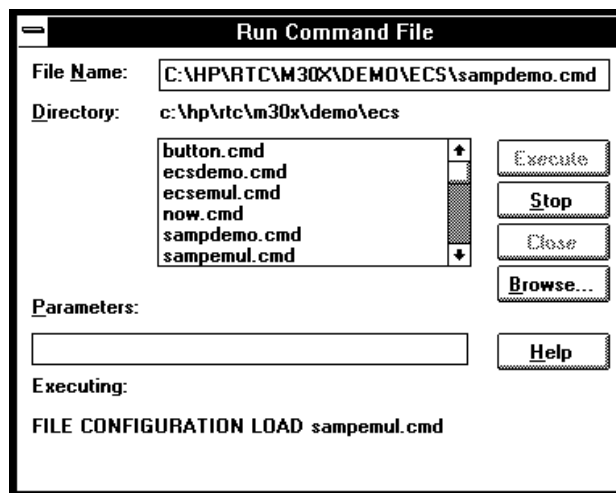 Run Command File
File Name: C:\HP\RTC\M30X\DEMO\ECS\sampdemo.cmd
Directory: c:\hp\rtc\m30x\demo\ecs
button.cmd
ecsdemo.cmd
ecsemul.cmd
now.cmd
sampdemo.cmd
sampemul.cmd
Execute
Stop
Close
Browse...
Parameters:
Help
Executing:
FILE CONFIGURATION LOAD sampemul.cmd